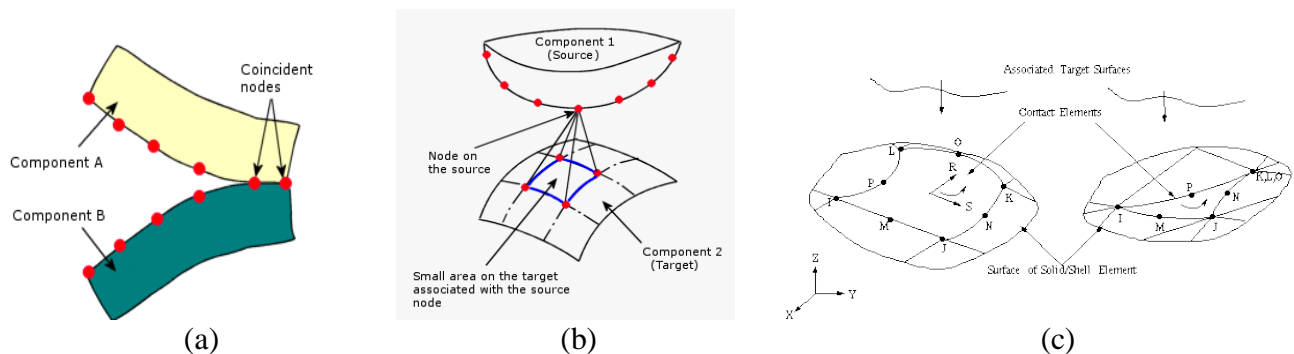 Coincident
nodes
Component A
Component B
(a)
Component 1
(Source)
Node on
the source
Component 2
(Target)
Small area on the target
associated with the source
node
(b)
Associated Target Surfaces
Contact Elements
L
O
R
P
K
I
S
M
N
J
K,L,O
P
N
I
M
J
Surface of Solid/Shell Element
Z
Y
X
(c)